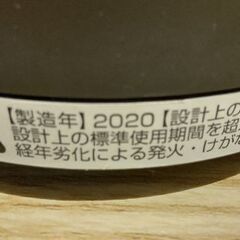 【製造年】2020【設計上の
設計上の標準使用期間を超
経年劣化による発火・けがな